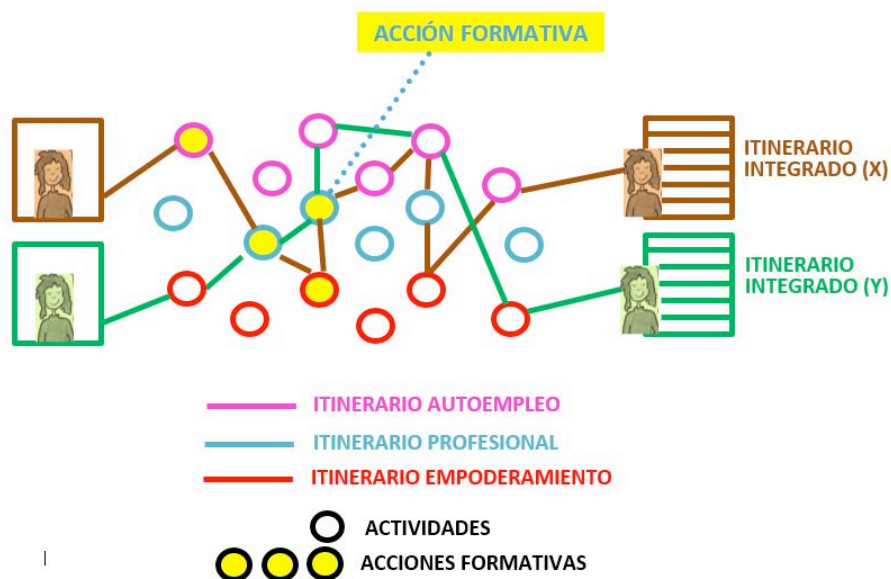 ACCIÓN FORMATIVA
ITINERARIO
INTEGRADO (X)
ITINERARIO
INTEGRADO (Y)
ITINERARIO AUTOEMPLEO
ITINERARIO PROFESIONAL
ITINERARIO EMPODERAMIENTO
ACTIVIDADES
ACCIONES FORMATIVAS